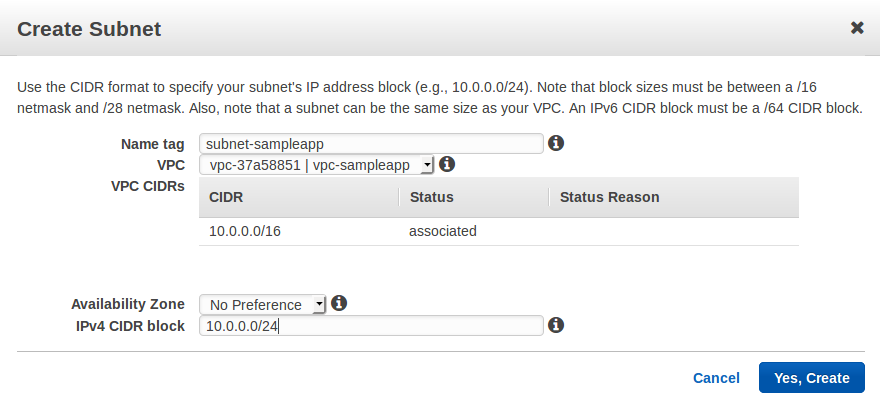 Create Subnet
Use the CIDR format to specify your subnet's IP address block (e.g., 10.0.0.0/24). Note that block sizes must be between a /16
netmask and /28 netmask. Also, note that a subnet can be the same size as your VPC. An IPv6 CIDR block must be a /64 CIDR block.
Name tag subnet-sampleapp
VPC vpc-37a58851 | vpc-sampleapp
VPC CIDRs
CIDR Status Status Reason
10.0.0.0/16 associated
Availability Zone No Preference
IPv4 CIDR block 10.0.0.0/24
Cancel Yes, Create